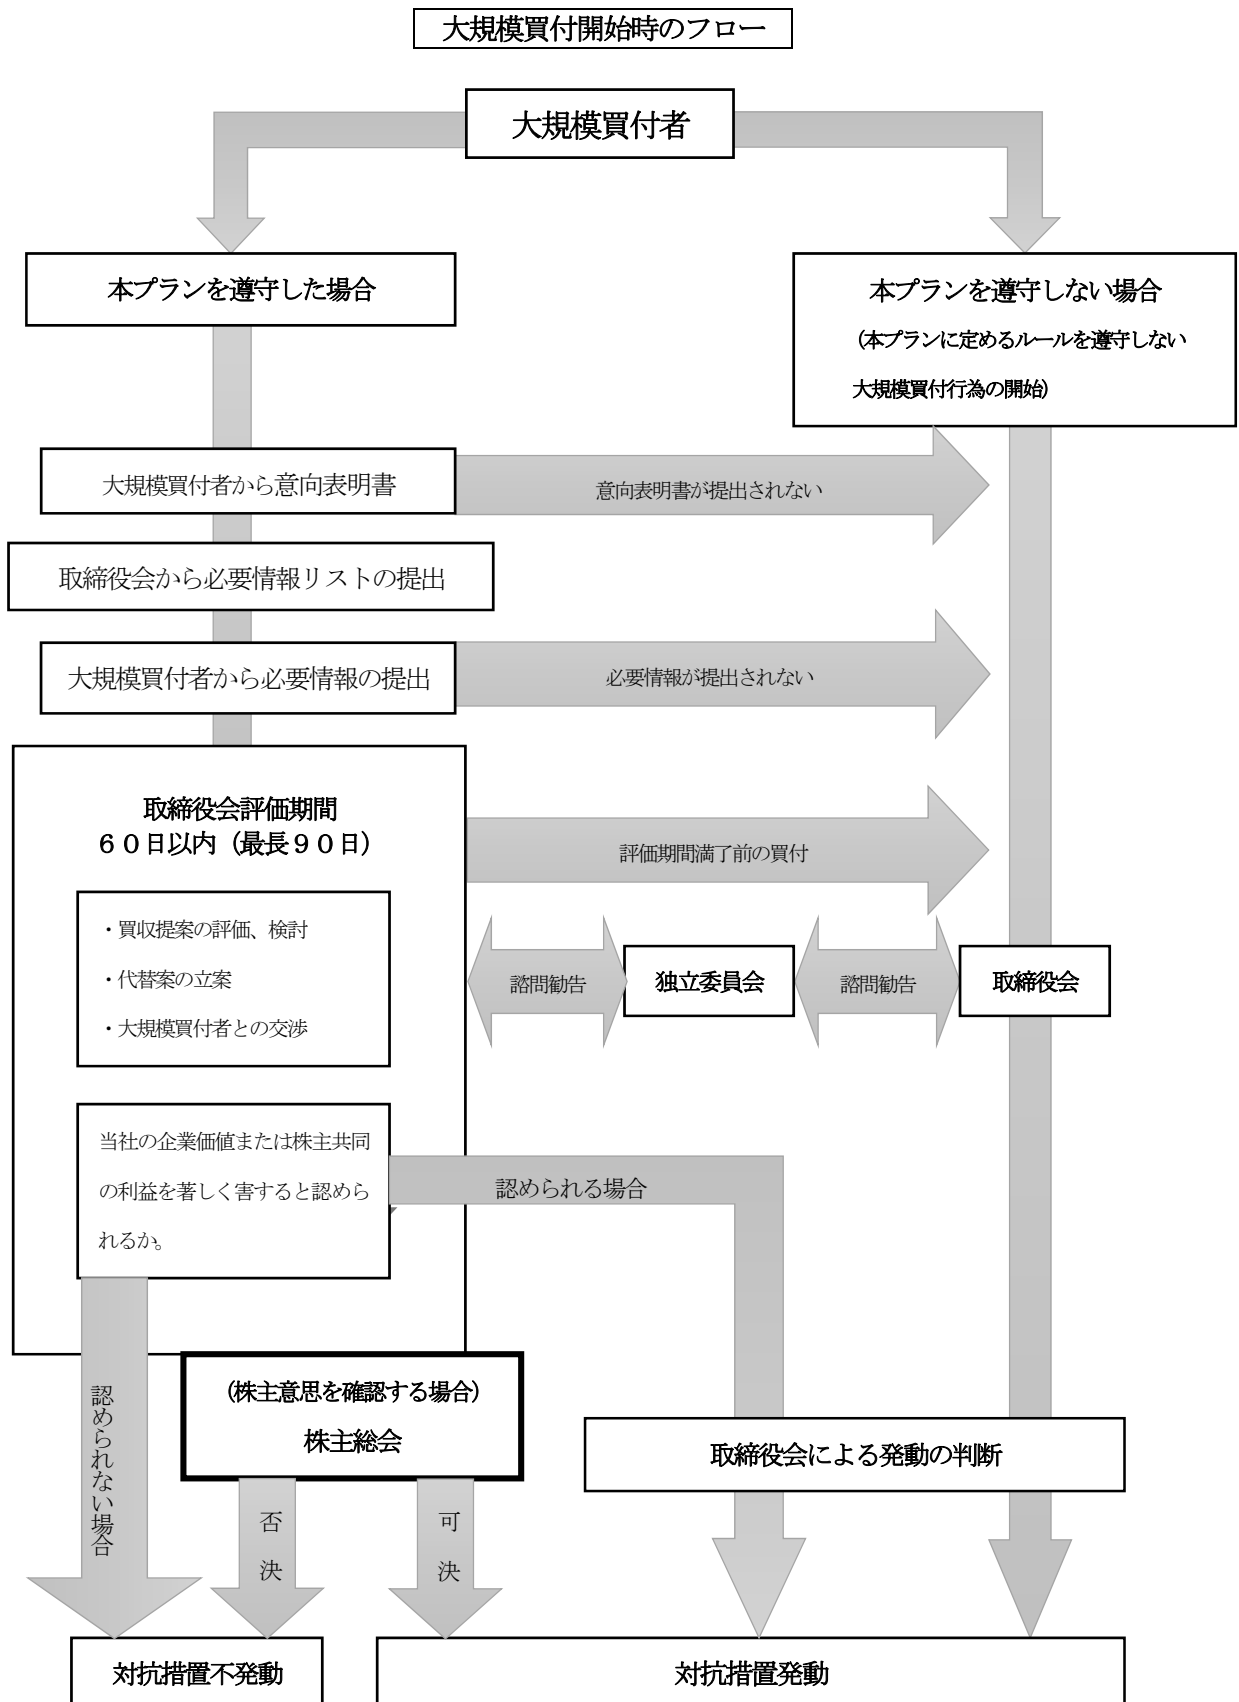 大規模買付開始時のフロー
大規模買付者
本プランを遵守した場合
本プランを遵守しない場合
（本プランに定めるルールを遵守しない
大規模買付行為の開始）
大規模買付者から意向表明書
意向表明書が提出されない
取締役会から必要情報リストの提出
大規模買付者から必要情報の提出
必要情報が提出されない
取締役会評価期間
６０日以内（最長９０日）
評価期間満了前の買付
・買収提案の評価、検討
・代替案の立案
・大規模買付者との交渉
諮問勧告
独立委員会
諮問勧告
取締役会
当社の企業価値または株主共同
の利益を著しく害すると認めら
れるか。
認められる場合
認められない場合
（株主意思を確認する場合）
株主総会
取締役会による発動の判断
否決
可決
対抗措置不発動
対抗措置発動